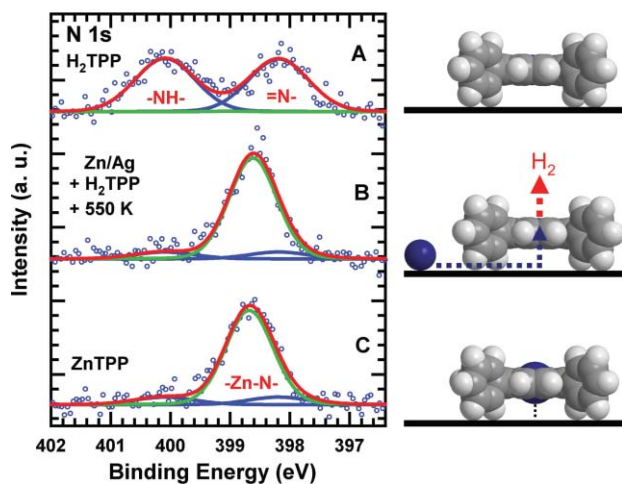 N 1s
H₂TPP
A
-NH-
=N-
Zn/Ag
+ H₂TPP
+ 550 K
B
H₂
ZnTPP
C
-Zn-N-
Intensity (a. u.)
402 401 400 399 398 397
Binding Energy (eV)